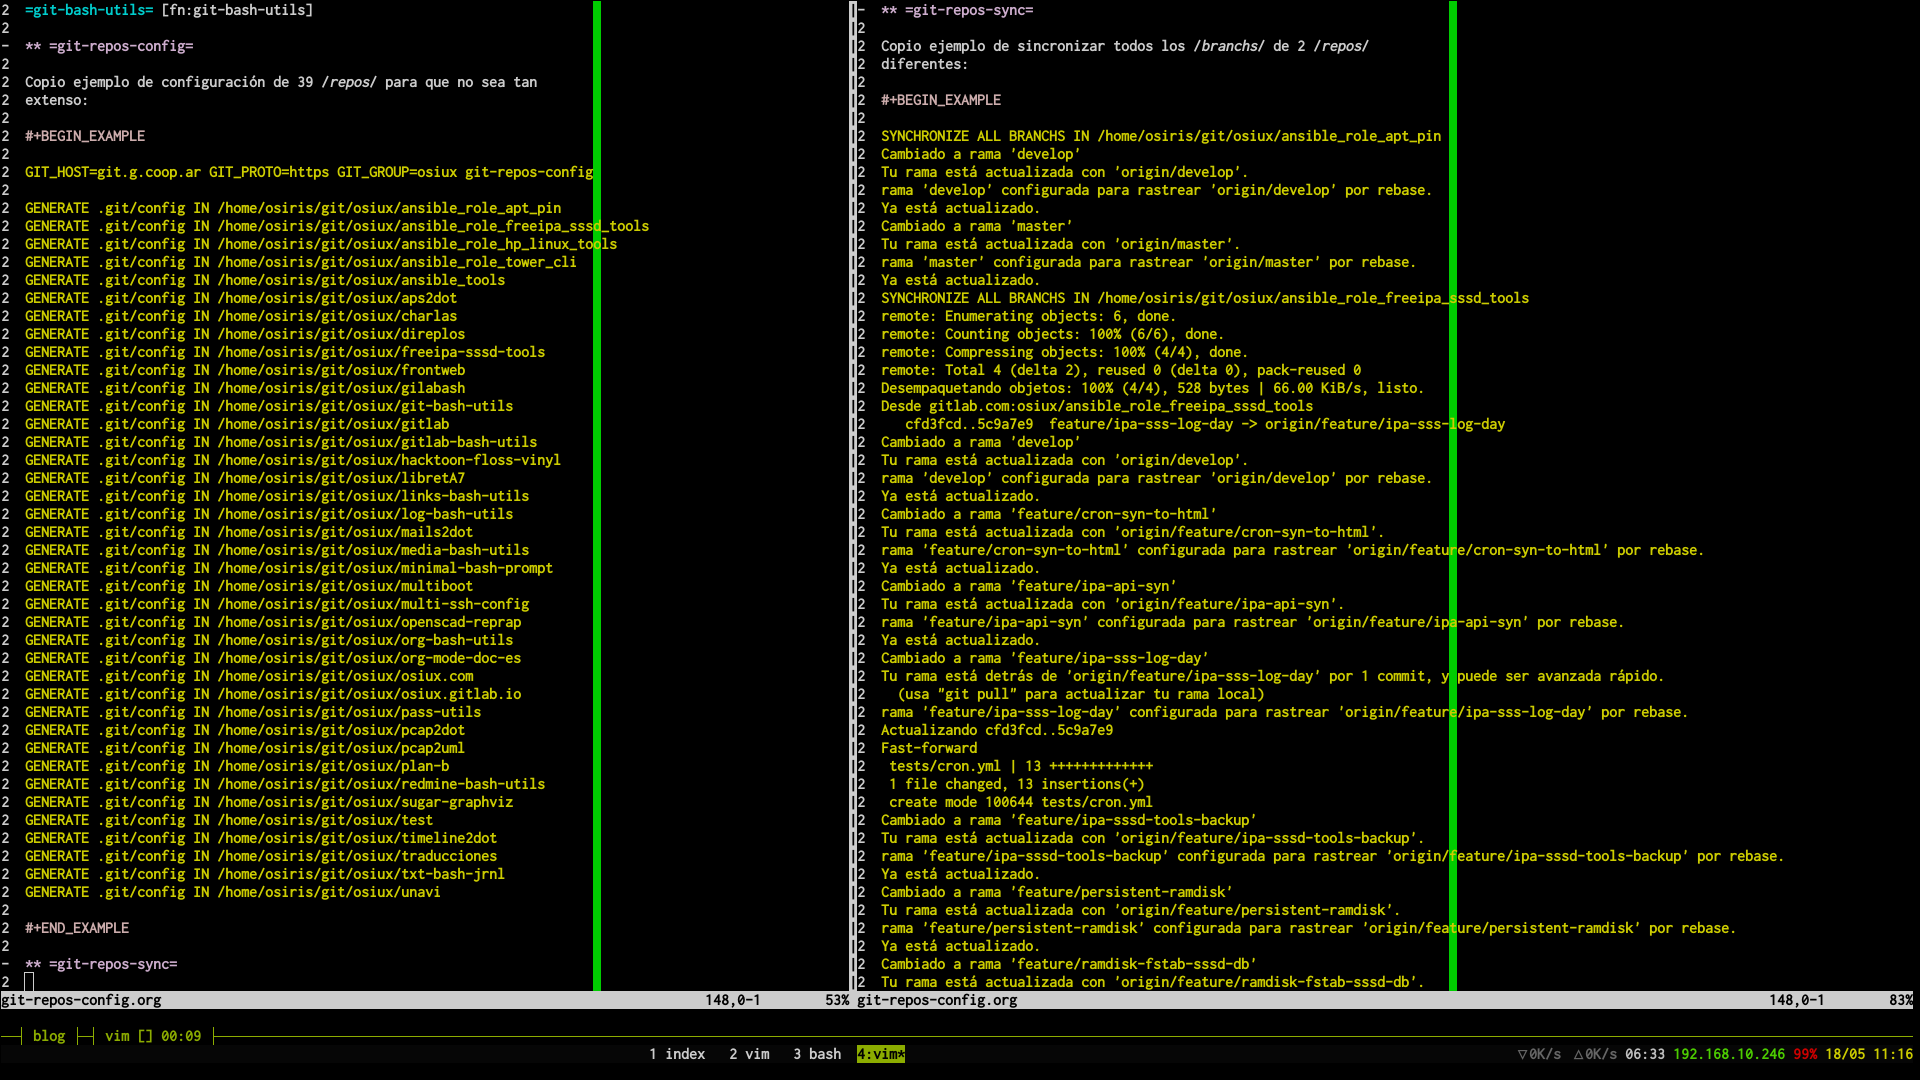 2  =git-bash-utils= [fn:git-bash-utils]
2
-  ** =git-repos-config=
2
2  Copio ejemplo de configuración de 39 /repos/ para que no sea tan
2  extenso:
2
2  #+BEGIN_EXAMPLE
2
2  GIT_HOST=git.g.coop.ar GIT_PROTO=https GIT_GROUP=osiux git-repos-config
2
2  GENERATE .git/config IN /home/osiris/git/osiux/ansible_role_apt_pin
2  GENERATE .git/config IN /home/osiris/git/osiux/ansible_role_freeipa_sssd_tools
2  GENERATE .git/config IN /home/osiris/git/osiux/ansible_role_hp_linux_tools
2  GENERATE .git/config IN /home/osiris/git/osiux/ansible_role_tower_cli
2  GENERATE .git/config IN /home/osiris/git/osiux/ansible_tools
2  GENERATE .git/config IN /home/osiris/git/osiux/aps2dot
2  GENERATE .git/config IN /home/osiris/git/osiux/charlas
2  GENERATE .git/config IN /home/osiris/git/osiux/direplos
2  GENERATE .git/config IN /home/osiris/git/osiux/freeipa-sssd-tools
2  GENERATE .git/config IN /home/osiris/git/osiux/frontweb
2  GENERATE .git/config IN /home/osiris/git/osiux/gilabash
2  GENERATE .git/config IN /home/osiris/git/osiux/git-bash-utils
2  GENERATE .git/config IN /home/osiris/git/osiux/gitlab
2  GENERATE .git/config IN /home/osiris/git/osiux/gitlab-bash-utils
2  GENERATE .git/config IN /home/osiris/git/osiux/hacktoon-floss-vinyl
2  GENERATE .git/config IN /home/osiris/git/osiux/libretA7
2  GENERATE .git/config IN /home/osiris/git/osiux/links-bash-utils
2  GENERATE .git/config IN /home/osiris/git/osiux/log-bash-utils
2  GENERATE .git/config IN /home/osiris/git/osiux/mails2dot
2  GENERATE .git/config IN /home/osiris/git/osiux/media-bash-utils
2  GENERATE .git/config IN /home/osiris/git/osiux/minimal-bash-prompt
2  GENERATE .git/config IN /home/osiris/git/osiux/multiboot
2  GENERATE .git/config IN /home/osiris/git/osiux/multi-ssh-config
2  GENERATE .git/config IN /home/osiris/git/osiux/openscad-reprap
2  GENERATE .git/config IN /home/osiris/git/osiux/org-bash-utils
2  GENERATE .git/config IN /home/osiris/git/osiux/org-mode-doc-es
2  GENERATE .git/config IN /home/osiris/git/osiux/osiux.com
2  GENERATE .git/config IN /home/osiris/git/osiux/osiux.gitlab.io
2  GENERATE .git/config IN /home/osiris/git/osiux/pass-utils
2  GENERATE .git/config IN /home/osiris/git/osiux/pcap2dot
2  GENERATE .git/config IN /home/osiris/git/osiux/pcap2uml
2  GENERATE .git/config IN /home/osiris/git/osiux/plan-b
2  GENERATE .git/config IN /home/osiris/git/osiux/redmine-bash-utils
2  GENERATE .git/config IN /home/osiris/git/osiux/sugar-graphviz
2  GENERATE .git/config IN /home/osiris/git/osiux/test
2  GENERATE .git/config IN /home/osiris/git/osiux/timeline2dot
2  GENERATE .git/config IN /home/osiris/git/osiux/traducciones
2  GENERATE .git/config IN /home/osiris/git/osiux/txt-bash-jrnl
2  GENERATE .git/config IN /home/osiris/git/osiux/unavi
2
2  #+END_EXAMPLE
2
-  ** =git-repos-sync=
2
git-repos-config.org 148,0-1 53%
-  ** =git-repos-sync=
2
2  Copio ejemplo de sincronizar todos los /branchs/ de 2 /repos/
2  diferentes:
2
2  #+BEGIN_EXAMPLE
2
2  SYNCHRONIZE ALL BRANCHS IN /home/osiris/git/osiux/ansible_role_apt_pin
2  Cambiado a rama 'develop'
2  Tu rama está actualizada con 'origin/develop'.
2  rama 'develop' configurada para rastrear 'origin/develop' por rebase.
2  Ya está actualizado.
2  Cambiado a rama 'master'
2  Tu rama está actualizada con 'origin/master'.
2  rama 'master' configurada para rastrear 'origin/master' por rebase.
2  Ya está actualizado.
2  SYNCHRONIZE ALL BRANCHS IN /home/osiris/git/osiux/ansible_role_freeipa_sssd_tools
2  remote: Enumerating objects: 6, done.
2  remote: Counting objects: 100% (6/6), done.
2  remote: Compressing objects: 100% (4/4), done.
2  remote: Total 4 (delta 2), reused 0 (delta 0), pack-reused 0
2  Desempaquetando objetos: 100% (4/4), 528 bytes | 66.00 KiB/s, listo.
2  Desde gitlab.com:osiux/ansible_role_freeipa_sssd_tools
2     cfd3fcd..5c9a7e9  feature/ipa-sss-log-day -> origin/feature/ipa-sss-log-day
2  Cambiado a rama 'develop'
2  Tu rama está actualizada con 'origin/develop'.
2  rama 'develop' configurada para rastrear 'origin/develop' por rebase.
2  Ya está actualizado.
2  Cambiado a rama 'feature/cron-syn-to-html'
2  Tu rama está actualizada con 'origin/feature/cron-syn-to-html'.
2  rama 'feature/cron-syn-to-html' configurada para rastrear 'origin/feature/cron-syn-to-html' por rebase.
2  Ya está actualizado.
2  Cambiado a rama 'feature/ipa-api-syn'
2  Tu rama está actualizada con 'origin/feature/ipa-api-syn'.
2  rama 'feature/ipa-api-syn' configurada para rastrear 'origin/feature/ipa-api-syn' por rebase.
2  Ya está actualizado.
2  Cambiado a rama 'feature/ipa-sss-log-day'
2  Tu rama está detrás de 'origin/feature/ipa-sss-log-day' por 1 commit, y puede ser avanzada rápido.
2    (usa "git pull" para actualizar tu rama local)
2  rama 'feature/ipa-sss-log-day' configurada para rastrear 'origin/feature/ipa-sss-log-day' por rebase.
2  Actualizando cfd3fcd..5c9a7e9
2  Fast-forward
2   tests/cron.yml | 13 +++++++++++++
2   1 file changed, 13 insertions(+)
2   create mode 100644 tests/cron.yml
2  Cambiado a rama 'feature/ipa-sssd-tools-backup'
2  Tu rama está actualizada con 'origin/feature/ipa-sssd-tools-backup'.
2  rama 'feature/ipa-sssd-tools-backup' configurada para rastrear 'origin/feature/ipa-sssd-tools-backup' por rebase.
2  Ya está actualizado.
2  Cambiado a rama 'feature/persistent-ramdisk'
2  Tu rama está actualizada con 'origin/feature/persistent-ramdisk'.
2  rama 'feature/persistent-ramdisk' configurada para rastrear 'origin/feature/persistent-ramdisk' por rebase.
2  Ya está actualizado.
2  Cambiado a rama 'feature/ramdisk-fstab-sssd-db'
2  Tu rama está actualizada con 'origin/feature/ramdisk-fstab-sssd-db'.
git-repos-config.org 148,0-1 83%
blog vim [] 00:09
1 index 2 vim 3 bash 4:vim* ▽0K/s △0K/s 06:33 192.168.10.246 99% 18/05 11:16